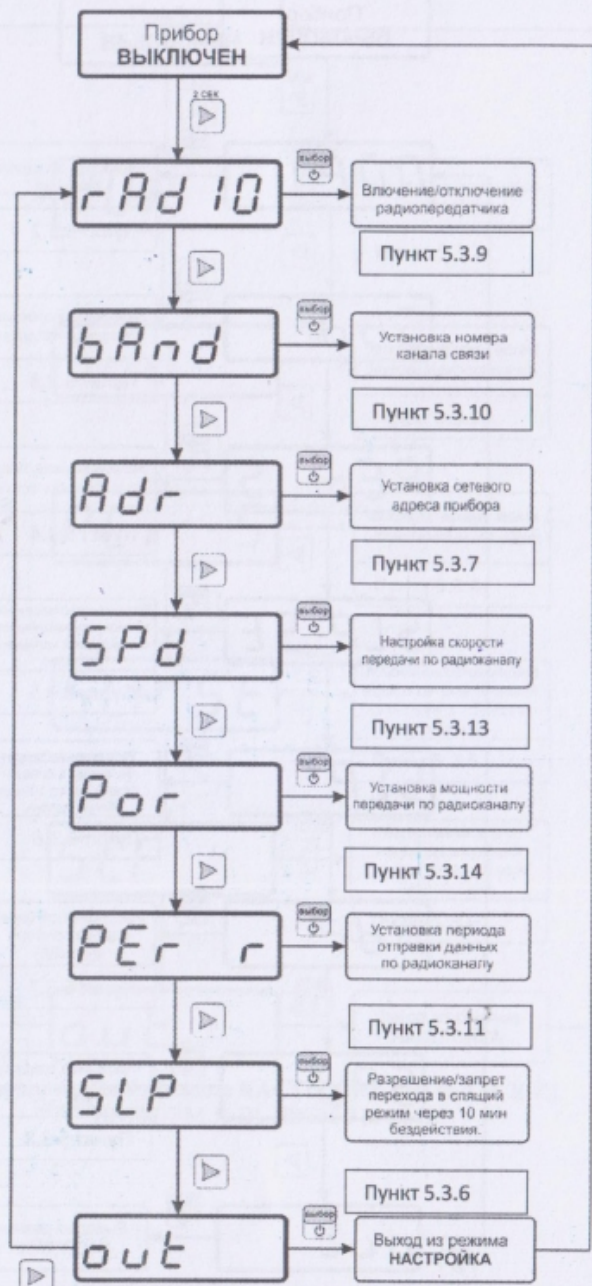 Прибор
ВЫКЛЮЧЕН
2 СЕК
rAdIO
выбор
Влючение/отключение
радиопередатчика
Пункт 5.3.9
bAnd
выбор
Установка номера
канала связи
Пункт 5.3.10
Adr
выбор
Установка сетевого
адреса прибора
Пункт 5.3.7
SPd
выбор
Настройка скорости
передачи по радиоканалу
Пункт 5.3.13
Por
выбор
Установка мощности
передачи по радиоканалу
Пункт 5.3.14
PEr r
выбор
Установка периода
отправки данных
по радиоканалу
Пункт 5.3.11
SLP
выбор
Разрешение/запрет
перехода в спящий
режим через 10 мин
бездействия.
Пункт 5.3.6
out
выбор
Выход из режима
НАСТРОЙКА